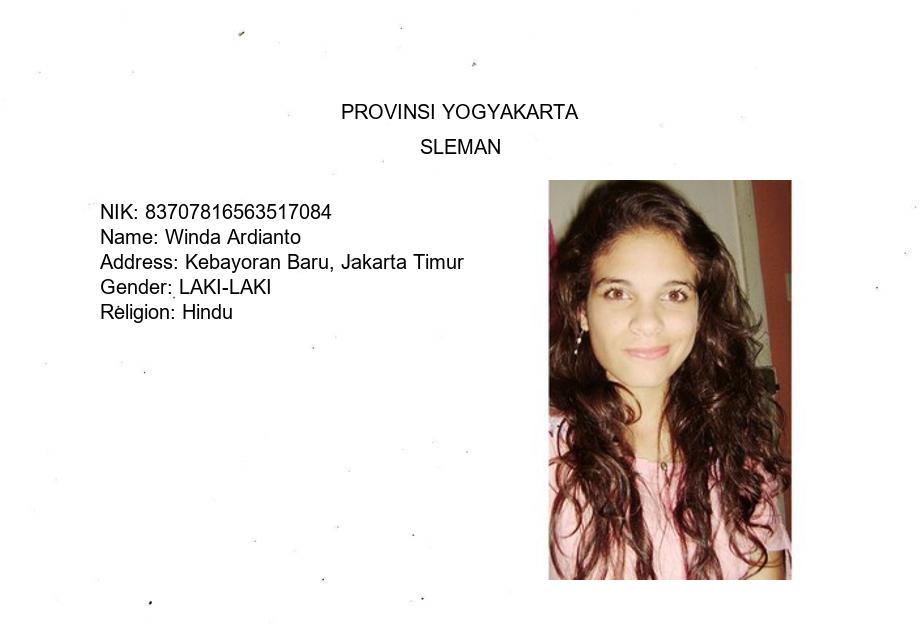 PROVINSI YOGYAKARTA
SLEMAN
NIK: 83707816563517084
Name: Winda Ardianto
Address: Kebayoran Baru, Jakarta Timur
Gender: LAKI-LAKI
Religion: Hindu